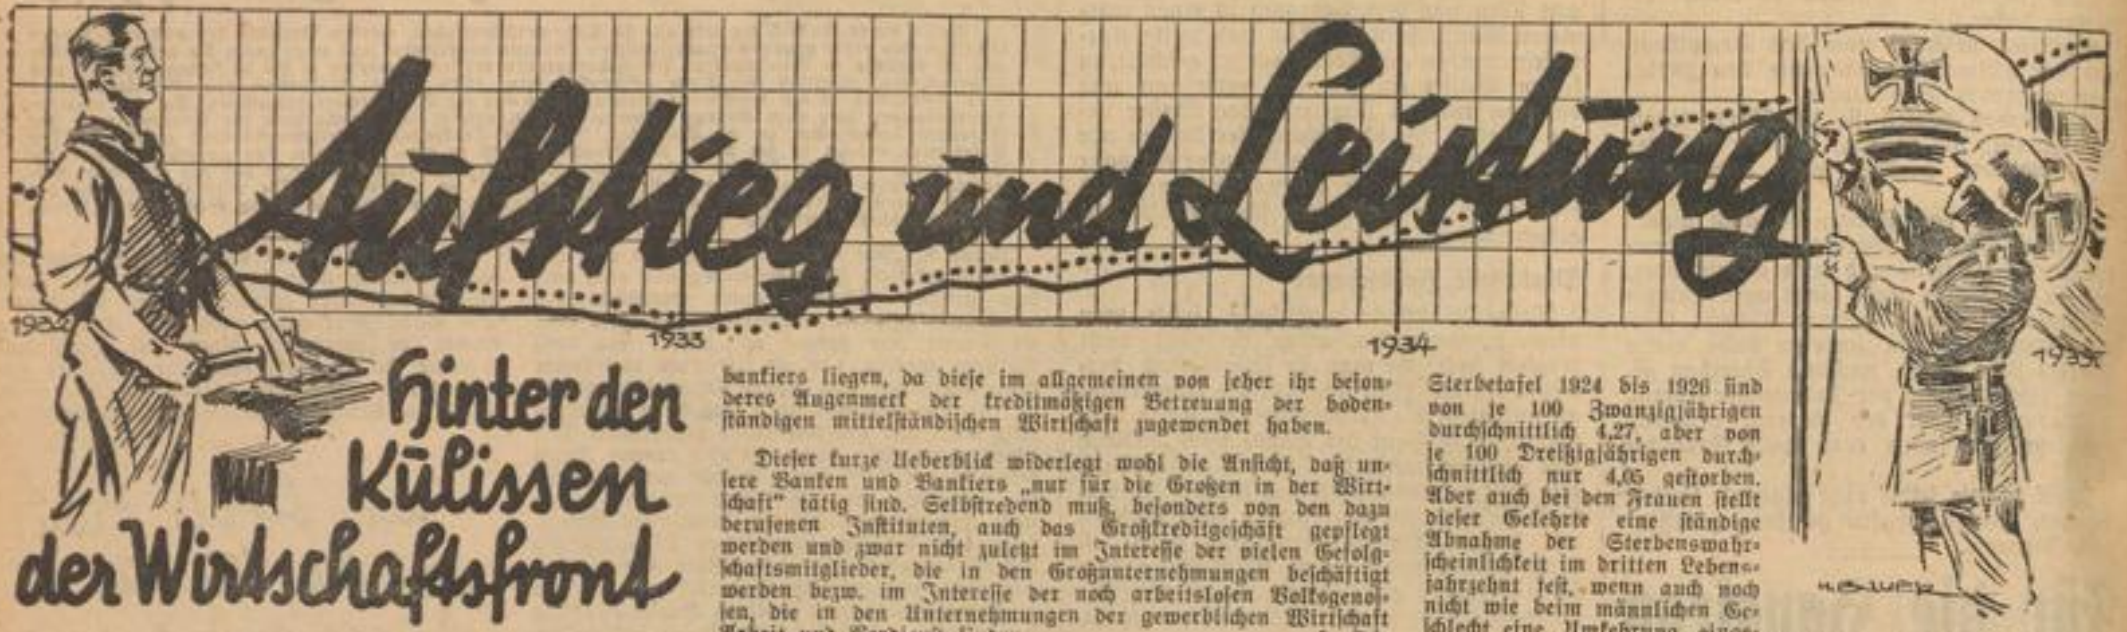 Aufstieg und Leistung
1932
1933
1934
1935
Hinter den
Kulissen
der Wirtschaftsfront
bankiers liegen, da diese im allgemeinen von jeher ihr beson-
deres Augenmerk der kreditmäßigen Betreuung der boden-
ständigen mittelständischen Wirtschaft zugewendet haben.
Dieser kurze Ueberblick widerlegt wohl die Ansicht, daß un-
sere Banken und Bankiers „nur für die Großen in der Wirt-
schaft" tätig sind. Selbstredend muß, besonders von den dazu
berufenen Instituten, auch das Großkreditgeschäft gepflegt
werden und zwar nicht zuletzt im Interesse der vielen Gefolg-
schaftsmitglieder, die in den Großunternehmungen beschäftigt
werden bezw. im Interesse der noch arbeitslosen Volksgenos-
sen, die in den Unternehmungen der gewerblichen Wirtschaft
Sterbetafel 1924 bis 1926 sind
von je 100 Zwanzigjährigen
durchschnittlich 4,27, aber von
je 100 Dreißigjährigen durch-
schnittlich nur 4,05 gestorben.
Aber auch bei den Frauen stellt
dieser Gelehrte eine ständige
Abnahme der Sterbenswahr-
scheinlichkeit im dritten Lebens-
jahrzehnt fest, wenn auch noch
nicht wie beim männlichen Ge-
schlecht eine Umkehrung